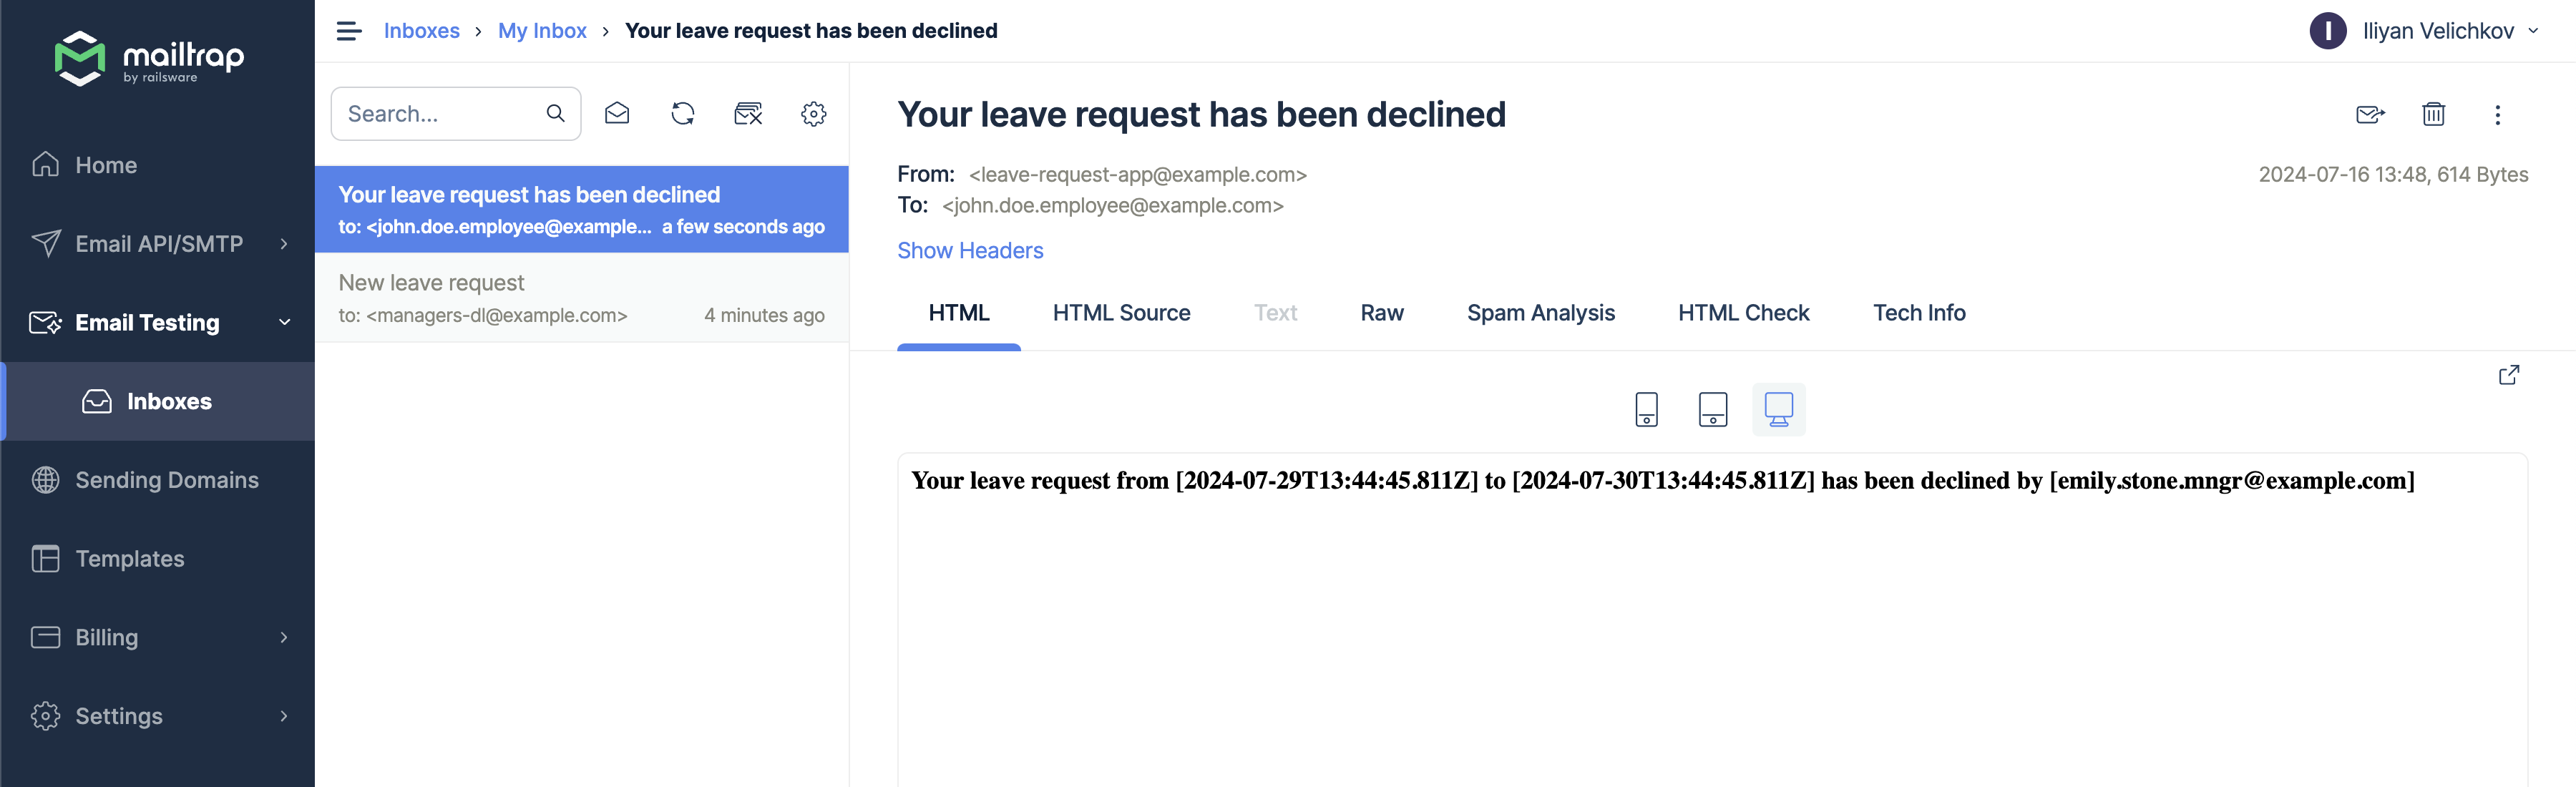 mailtrap
by railsware
Home
Email API/SMTP
Email Testing
Inboxes
Sending Domains
Templates
Billing
Settings
Inboxes › My Inbox › Your leave request has been declined
I Iliyan Velichkov
Search...
Your leave request has been declined
to: <john.doe.employee@example... a few seconds ago
New leave request
to: <managers-dl@example.com> 4 minutes ago
Your leave request has been declined
From: <leave-request-app@example.com>
2024-07-16 13:48, 614 Bytes
To: <john.doe.employee@example.com>
Show Headers
HTML HTML Source Text Raw Spam Analysis HTML Check Tech Info
Your leave request from [2024-07-29T13:44:45.811Z] to [2024-07-30T13:44:45.811Z] has been declined by [emily.stone.mngr@example.com]